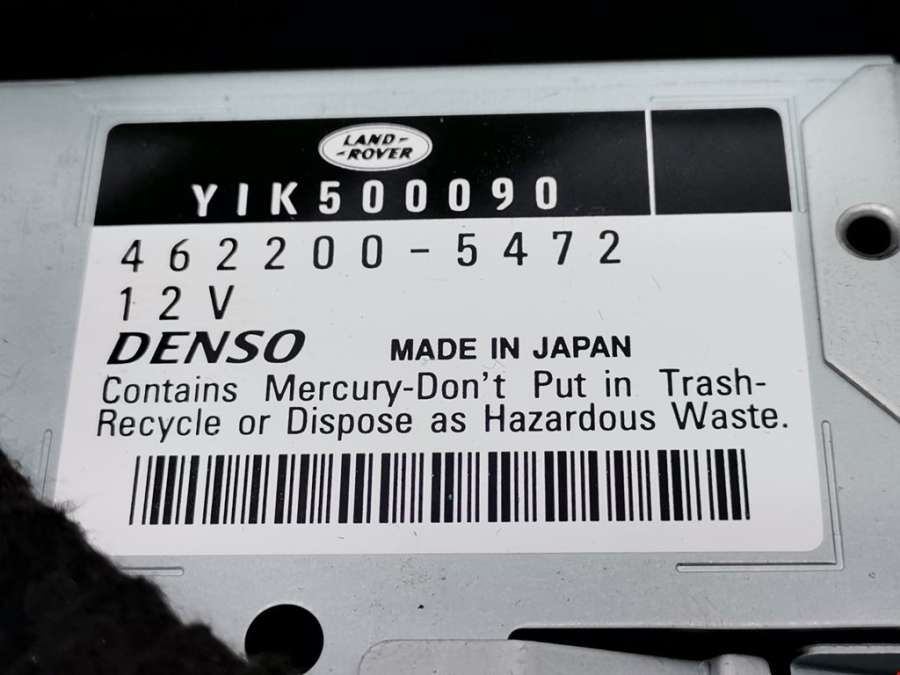 LAND-
-ROVER
YIK500090
462200-5472
12V
DENSO MADE IN JAPAN
Contains Mercury-Don't Put in Trash-
Recycle or Dispose as Hazardous Waste.